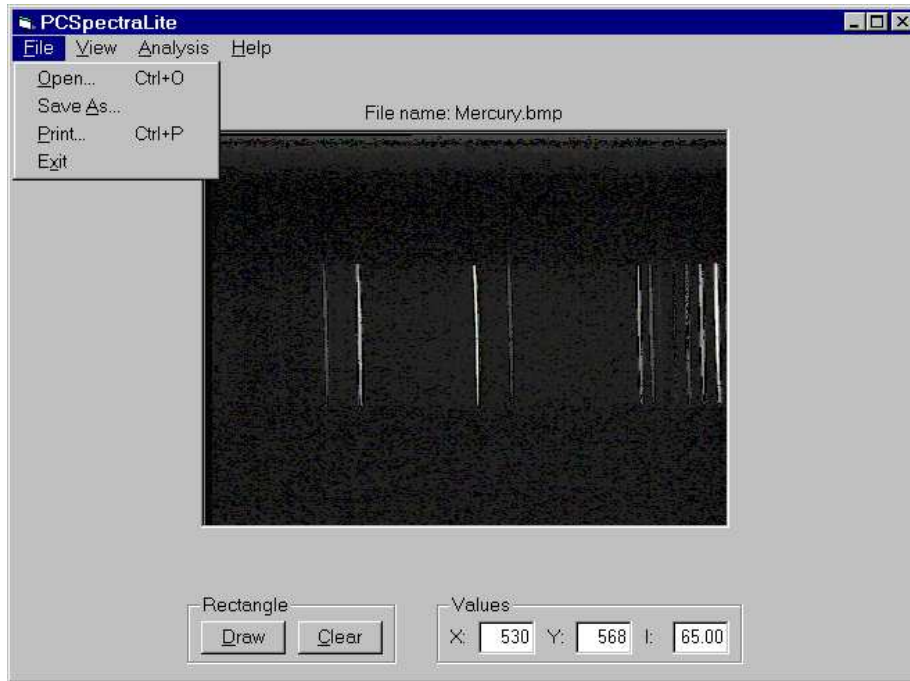 PCSpectraLite
File View Analysis Help
Open... Ctrl+O
Save As...
Print... Ctrl+P
Exit
File name: Mercury.bmp
Rectangle
Draw Clear
Values
X: 530 Y: 568 I: 65.00